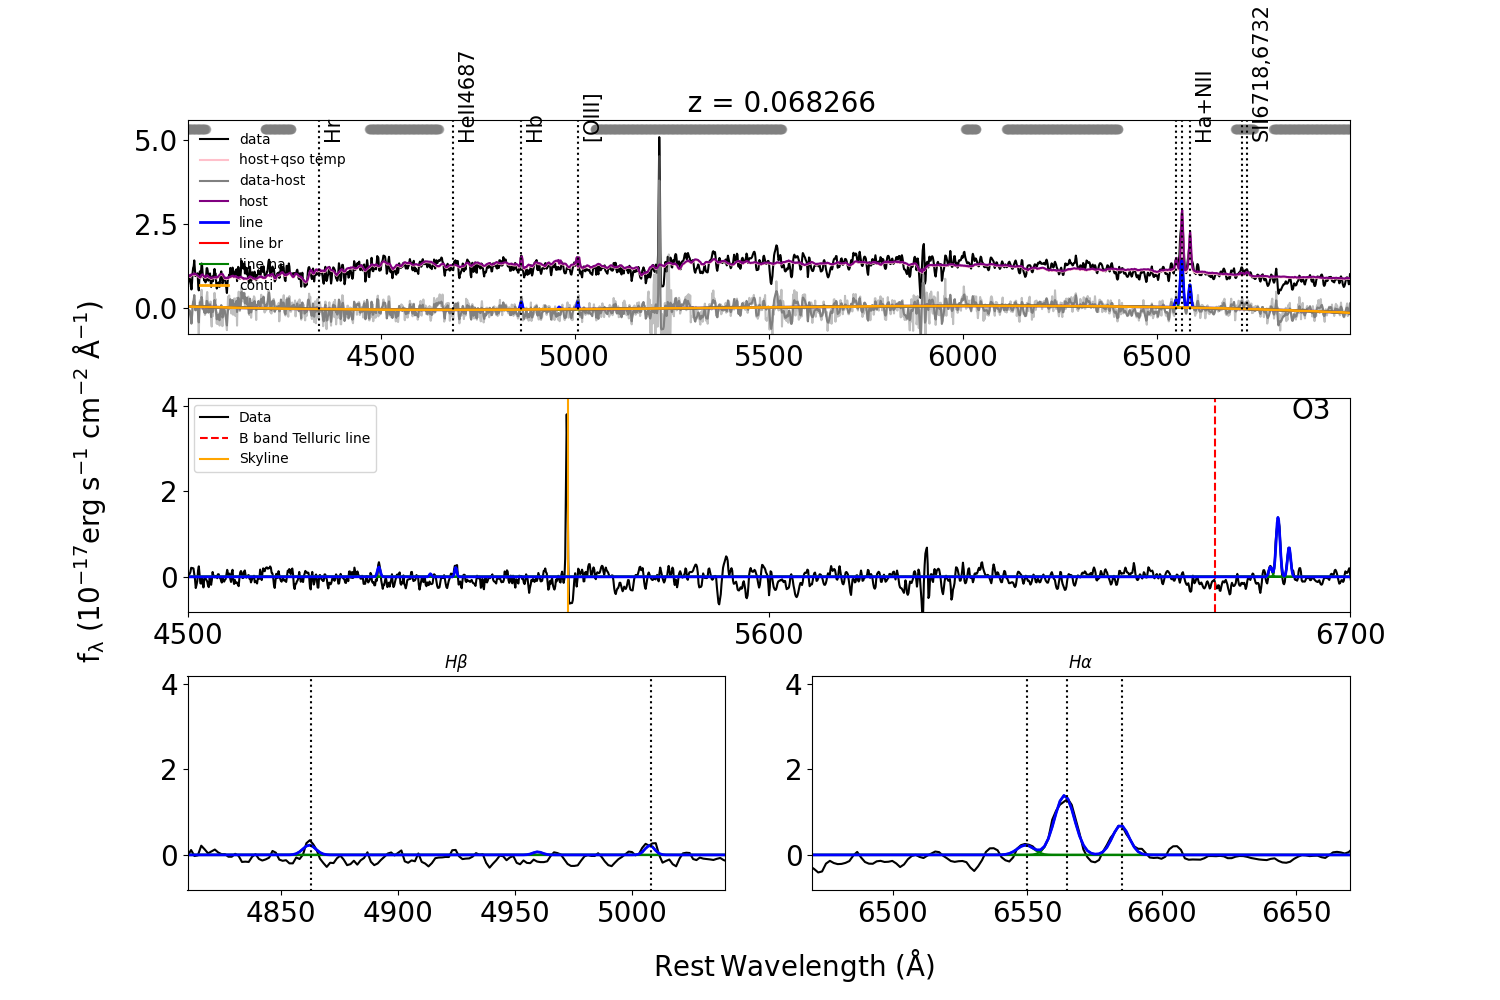 z = 0.068266
Hr
HeII4687
Hb
[OIII]
Ha+NII
SII6718,6732
5.0
2.5
0.0
data
host+qso temp
data-host
host
line
line br
line na
conti
4500 5000 5500 6000 6500
4
2
0
Data
B band Telluric line
Skyline
O3
4500 5600 6700
f_λ (10⁻¹⁷erg s⁻¹ cm⁻² Å⁻¹)
Hβ
4
2
0
4850 4900 4950 5000
Hα
4
2
0
6500 6550 6600 6650
Rest Wavelength (Å)